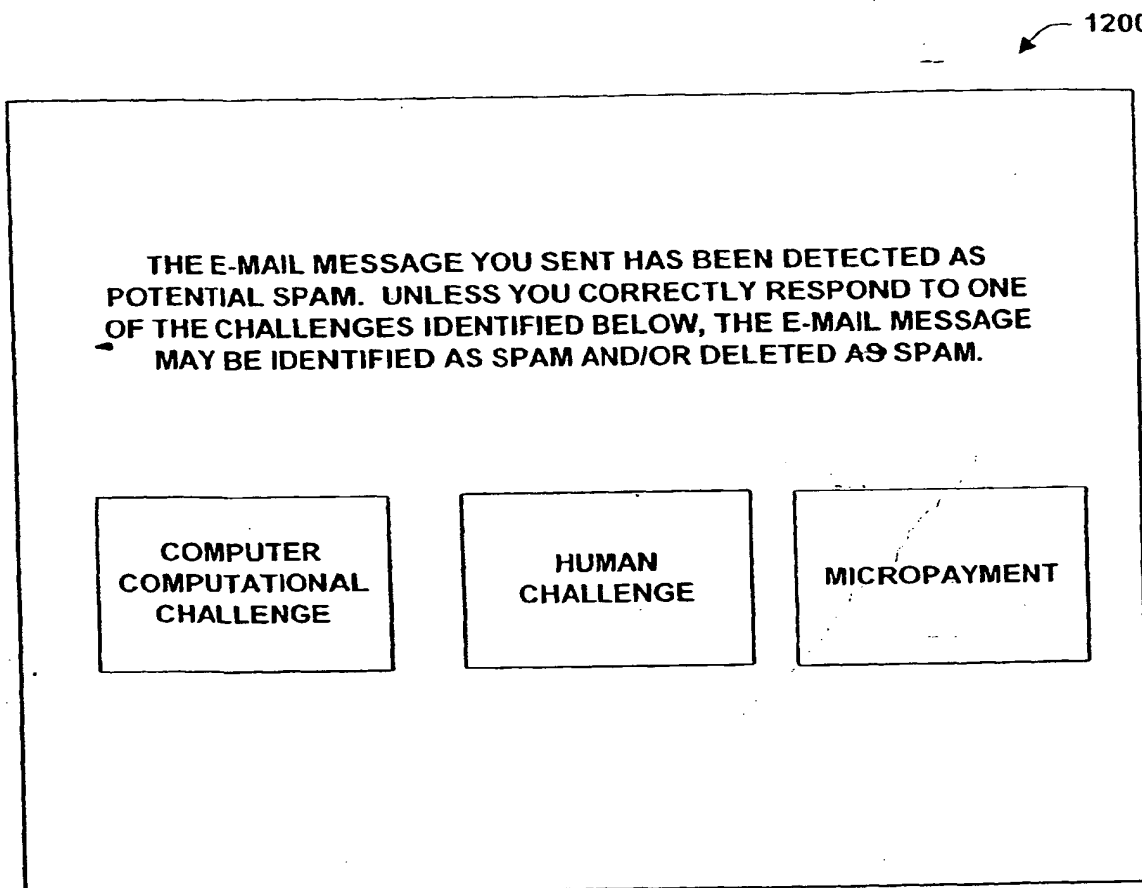 1200
THE E-MAIL MESSAGE YOU SENT HAS BEEN DETECTED AS
POTENTIAL SPAM. UNLESS YOU CORRECTLY RESPOND TO ONE
OF THE CHALLENGES IDENTIFIED BELOW, THE E-MAIL MESSAGE
MAY BE IDENTIFIED AS SPAM AND/OR DELETED AS SPAM.
COMPUTER
COMPUTATIONAL
CHALLENGE
HUMAN
CHALLENGE
MICROPAYMENT